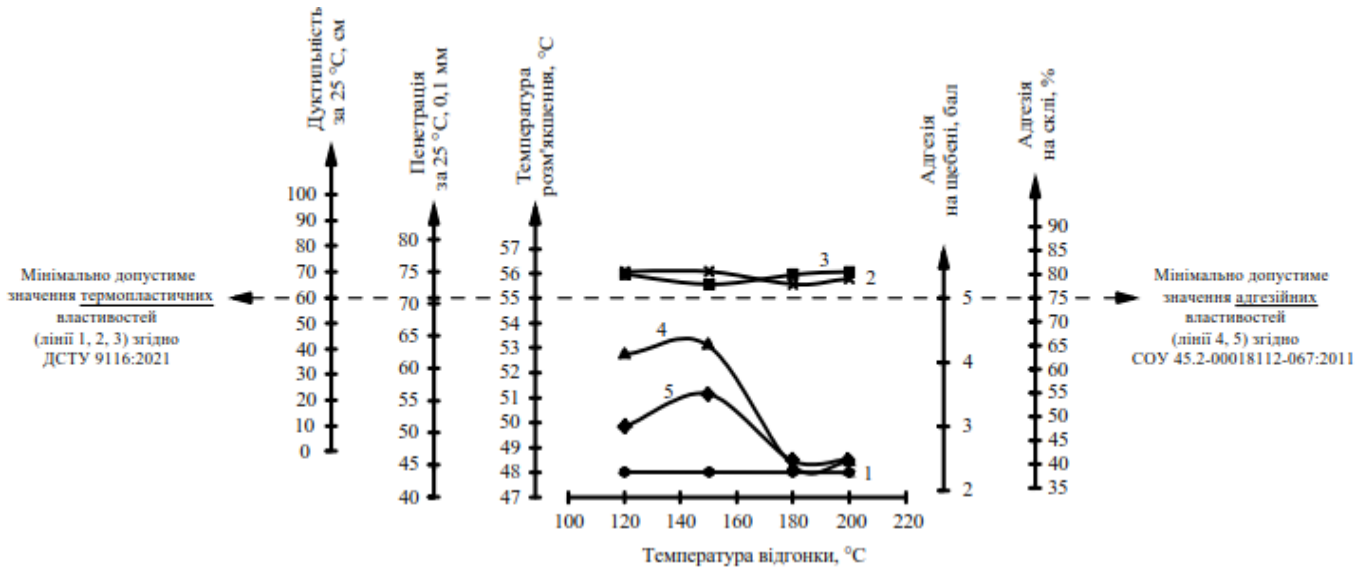 Дуктильність
за 25 °C, см
100
90
80
70
60
50
40
30
20
10
0
Пенетрація
за 25 °C, 0,1 мм
80
75
70
65
60
55
50
45
40
Температура
розм'якшення, °C
57
56
55
54
53
52
51
50
49
48
47
Мінімально допустиме
значення термопластичних
властивостей
(лінії 1, 2, 3) згідно
ДСТУ 9116:2021
3
2
4
5
1
100 120 140 160 180 200 220
Температура відгонки, °C
Адгезія
на щебені, бал
5
4
3
2
Адгезія
на склі, %
90
85
80
75
70
65
60
55
50
45
40
35
Мінімально допустиме
значення адгезійних
властивостей
(лінії 4, 5) згідно
СОУ 45.2-00018112-067:2011